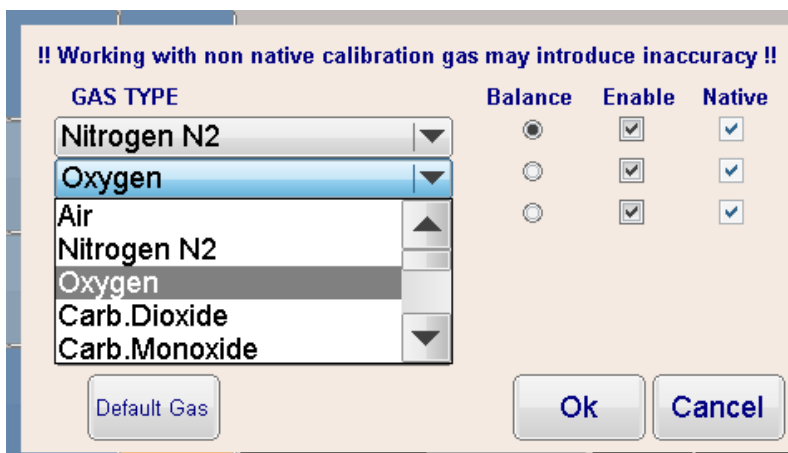 !! Working with non native calibration gas may introduce inaccuracy !!
GAS TYPE Balance Enable Native
Nitrogen N2
Oxygen
Air
Nitrogen N2
Oxygen
Carb.Dioxide
Carb.Monoxide
Default Gas Ok Cancel